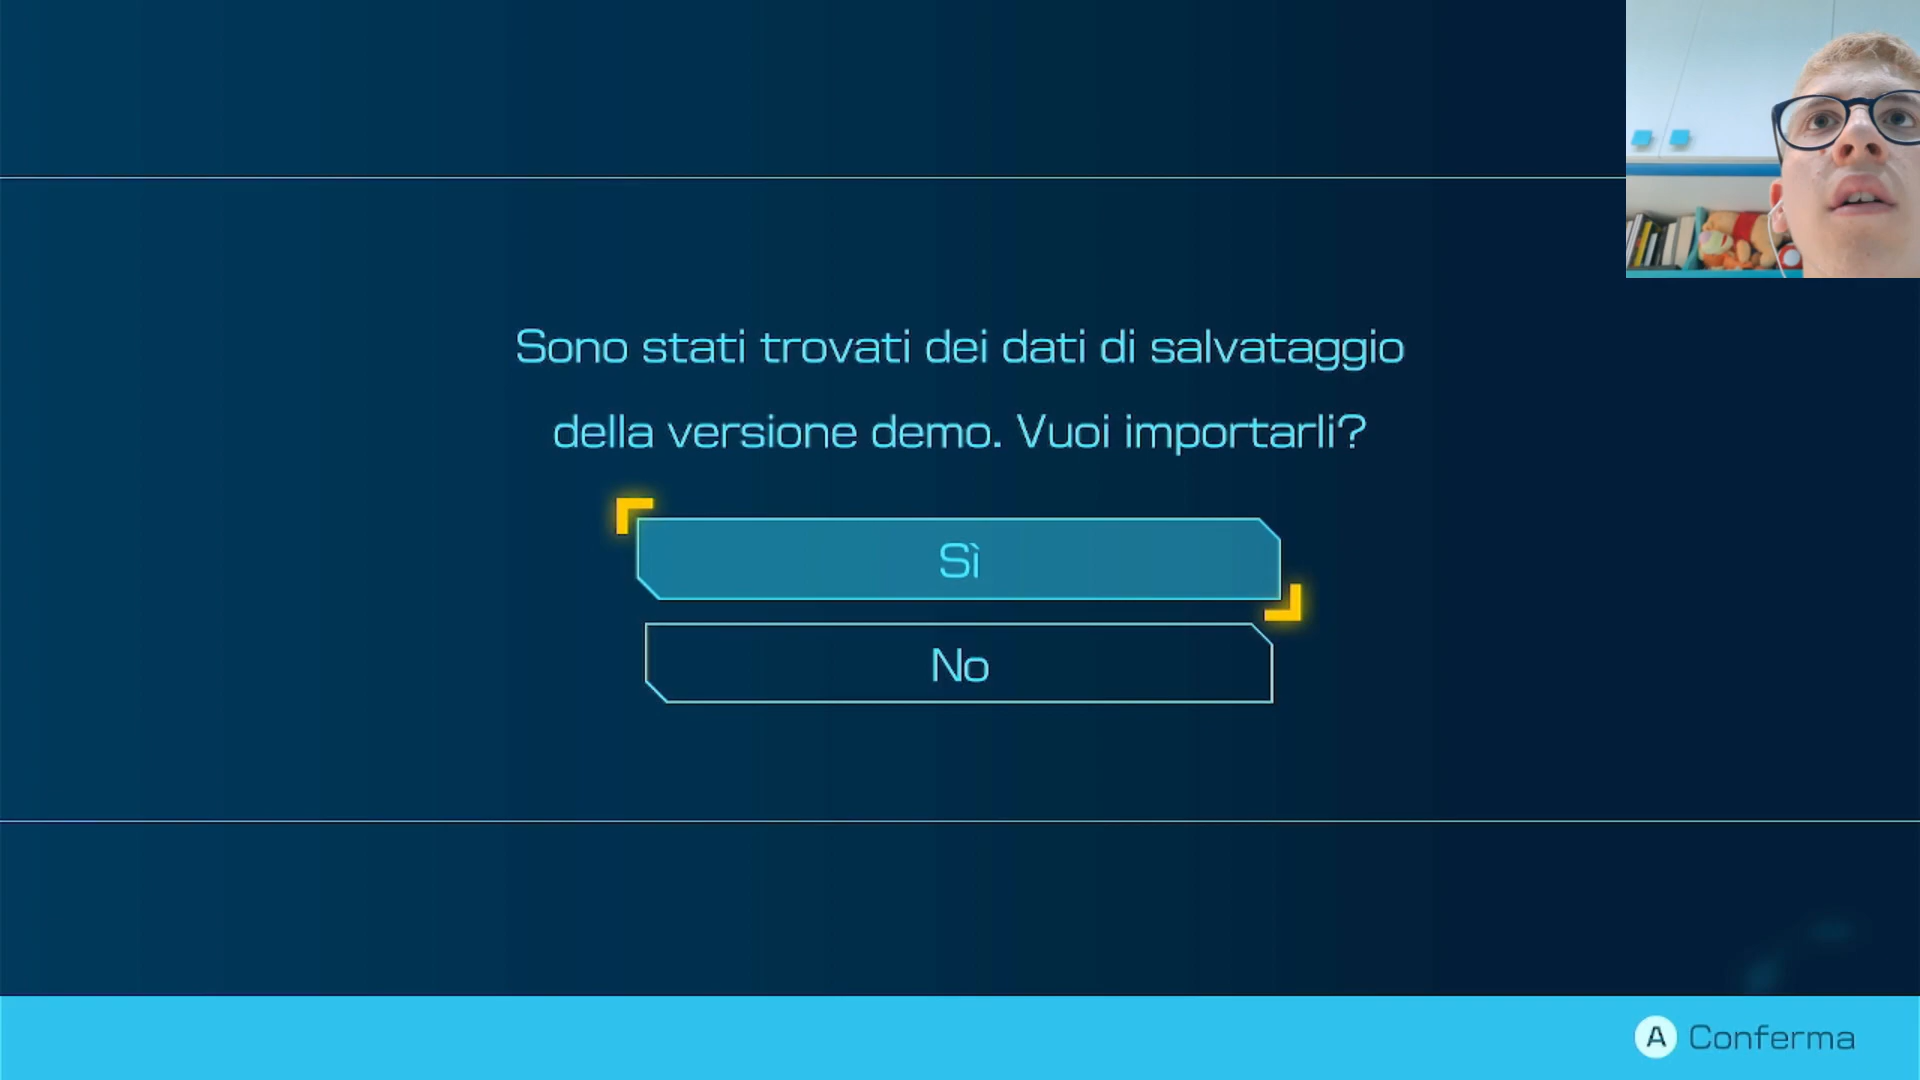 Sono stati trovati dei dati di salvataggio
della versione demo. Vuoi importarli?
Sì
No
A Conferma